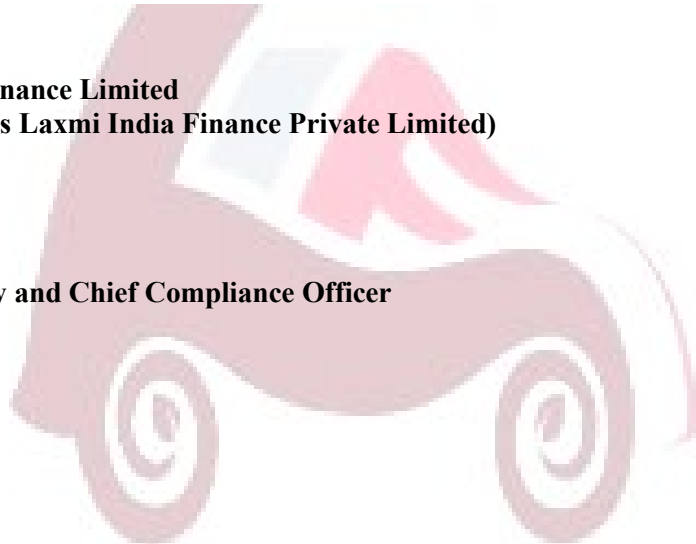 nance Limited
s Laxmi India Finance Private Limited)
y and Chief Compliance Officer